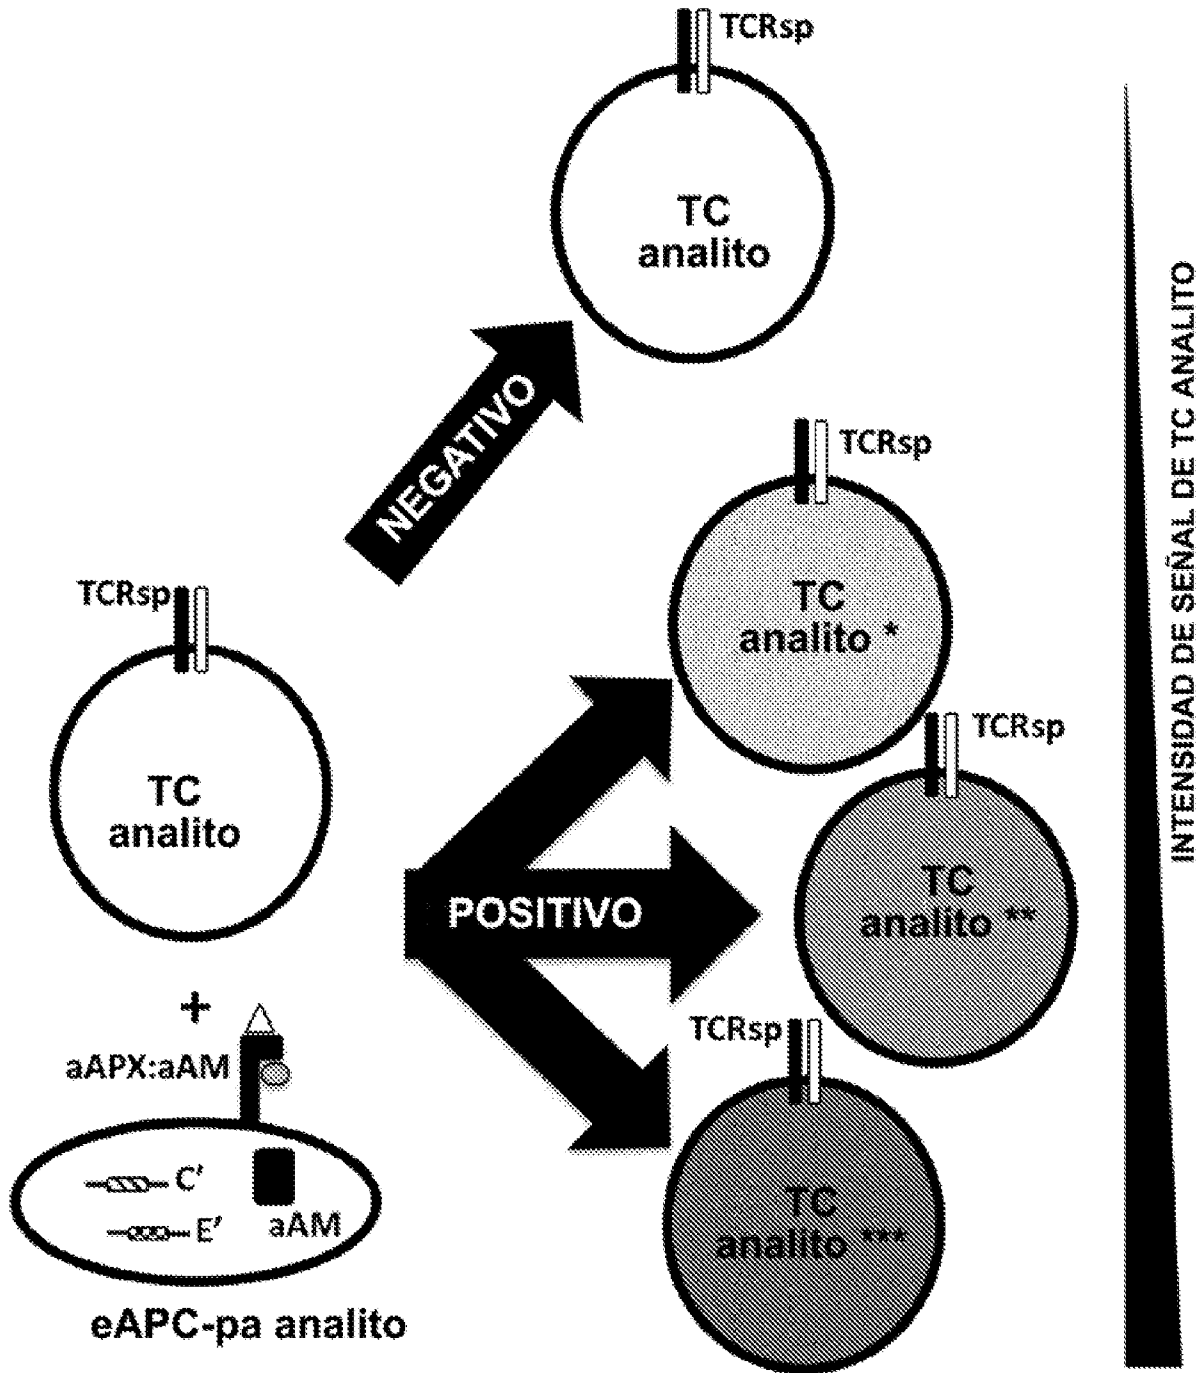 TCRsp
TC
analito
NEGATIVO
TCRsp
TC
analito *
TCRsp
TC
analito
TCRsp
TC
analito **
POSITIVO
+
aAPX:aAM
TCRsp
TC
analito ***
C'
E'
aAM
eAPC-pa analito
INTENSIDAD DE SEÑAL DE TC ANALITO